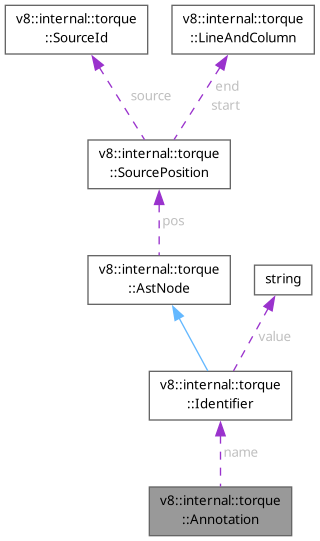 v8::internal::torque
::SourceId
v8::internal::torque
::LineAndColumn
source
end
start
v8::internal::torque
::SourcePosition
pos
v8::internal::torque
::AstNode
string
value
v8::internal::torque
::Identifier
name
v8::internal::torque
::Annotation